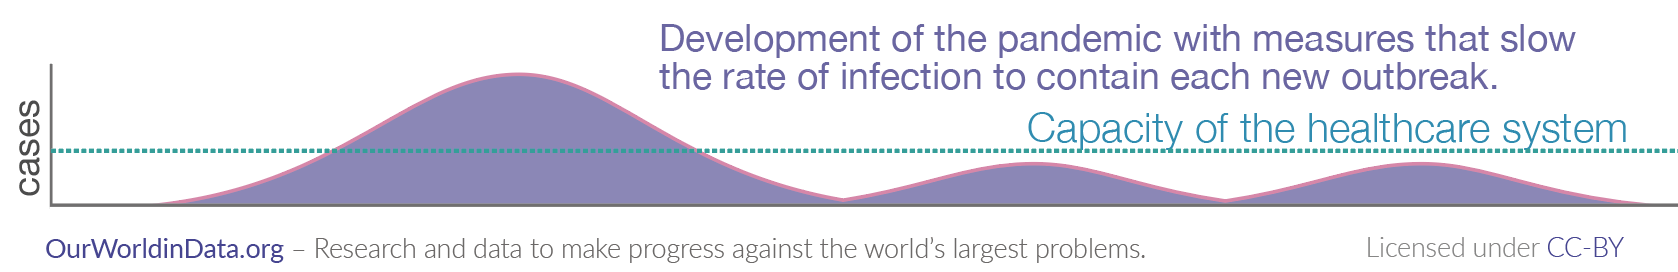 Development of the pandemic with measures that slow
the rate of infection to contain each new outbreak.
Capacity of the healthcare system
cases
OurWorldinData.org – Research and data to make progress against the world's largest problems.
Licensed under CC-BY